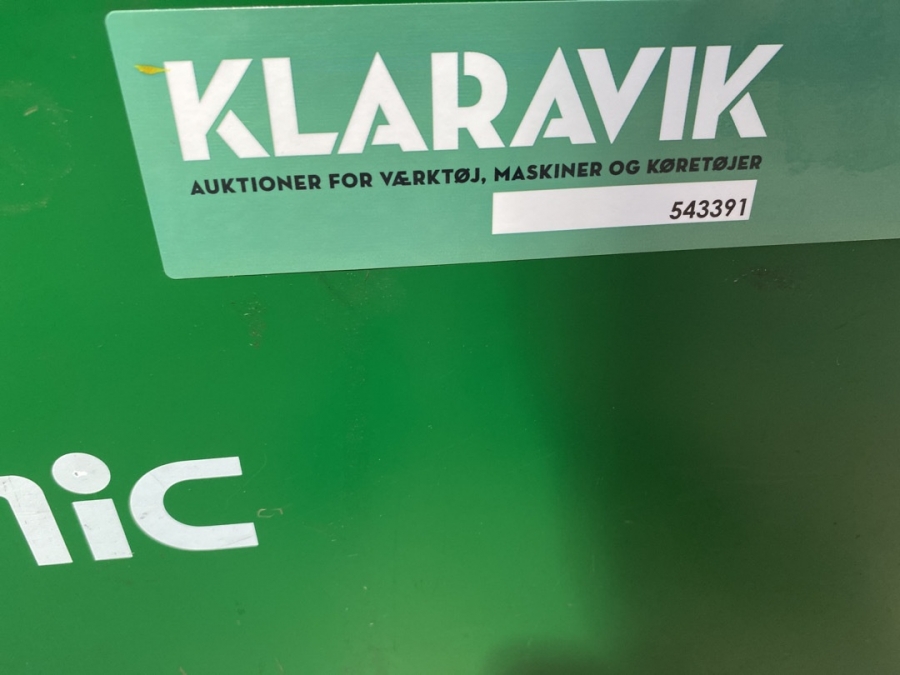 KLARAVIK
AUKTIONER FOR VÆRKTØJ, MASKINER OG KØRETØJER
543391
nic